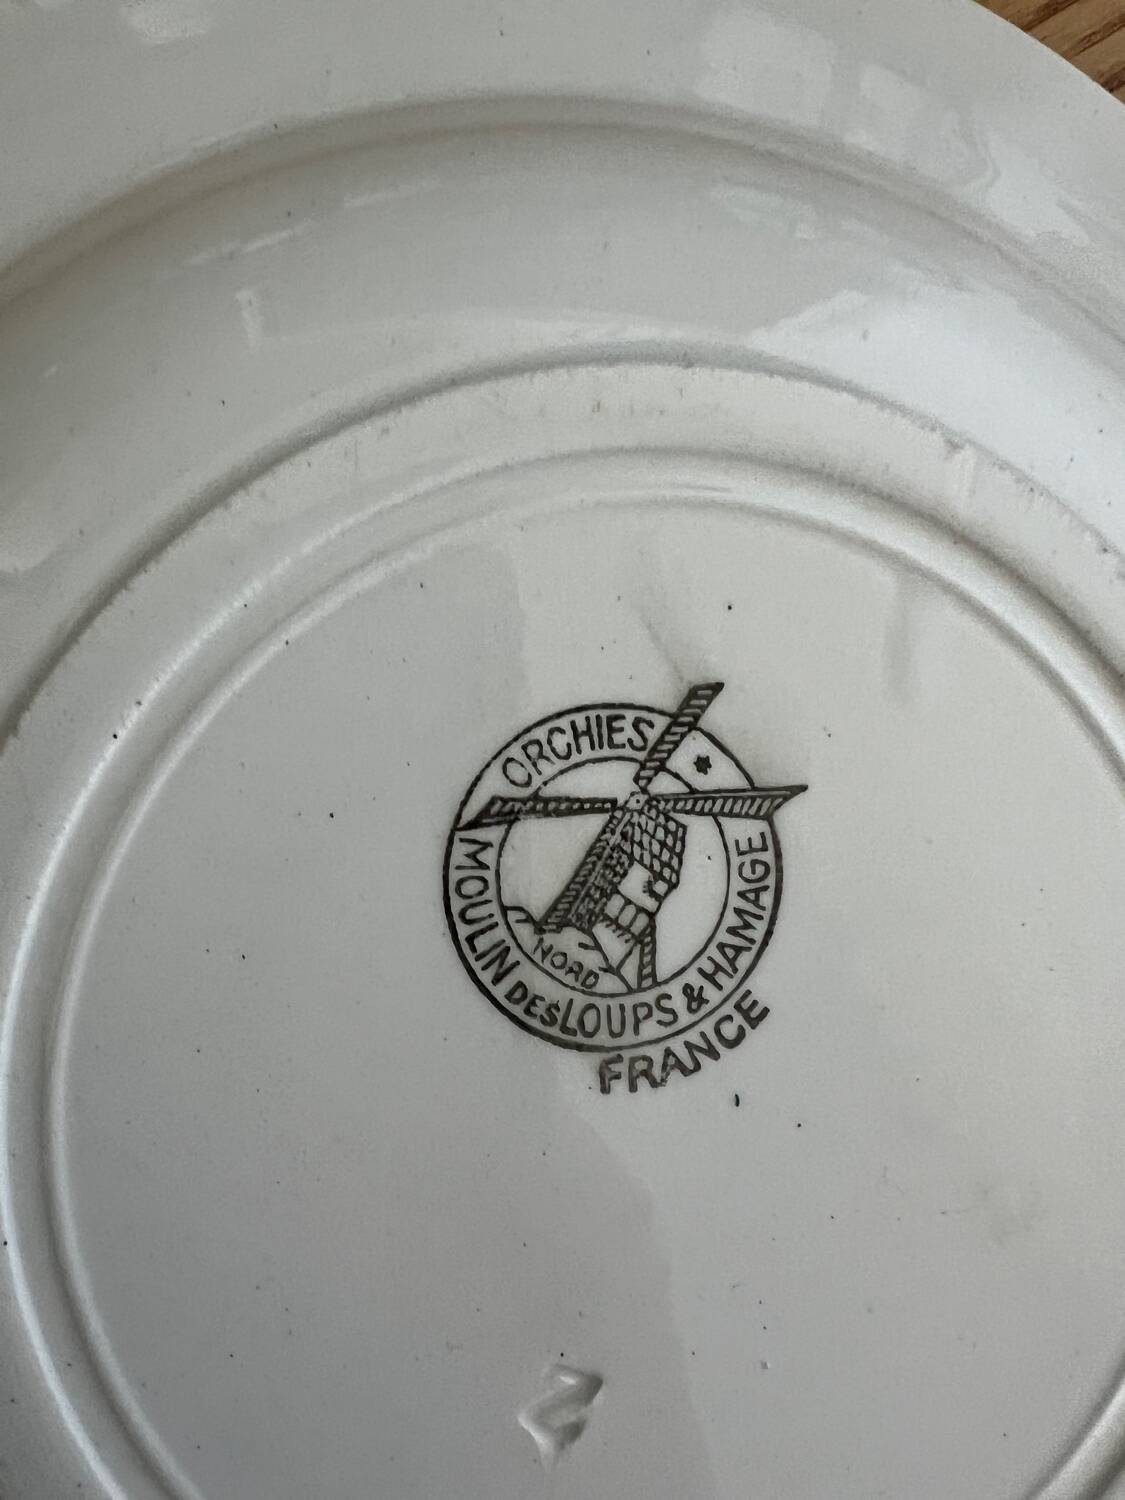 ORCHIES
MOULIN DES LOUPS & HAMAGE
NORD
FRANCE